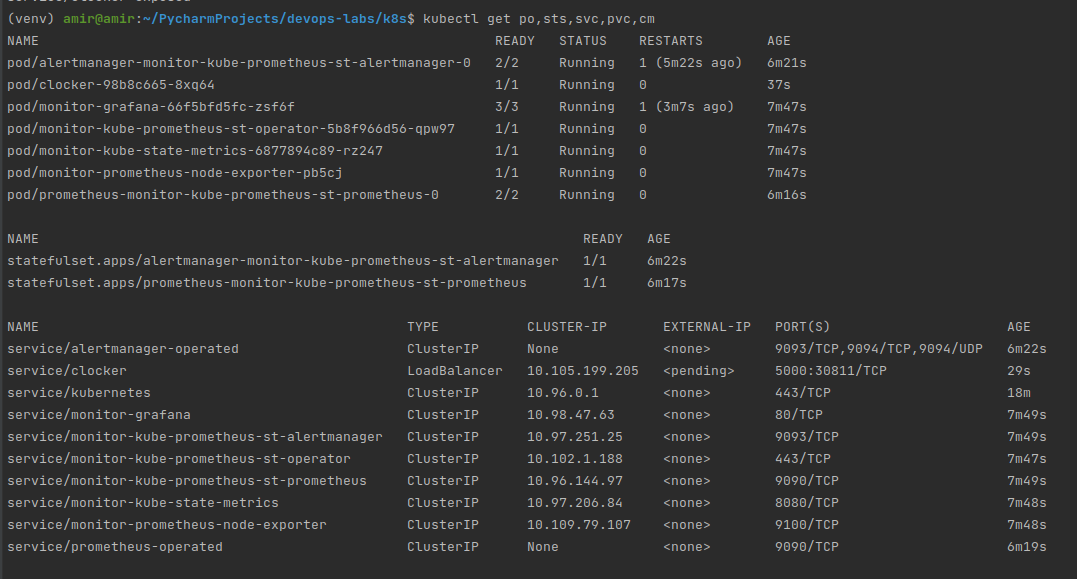 (venv) amir@amir:~/PycharmProjects/devops-labs/k8s$ kubectl get po,sts,svc,pvc,cm
NAME READY STATUS RESTARTS AGE
pod/alertmanager-monitor-kube-prometheus-st-alertmanager-0 2/2 Running 1 (5m22s ago) 6m21s
pod/clocker-98b8c665-8xq64 1/1 Running 0 37s
pod/monitor-grafana-66f5bfd5fc-zsf6f 3/3 Running 1 (3m7s ago) 7m47s
pod/monitor-kube-prometheus-st-operator-5b8f966d56-qpw97 1/1 Running 0 7m47s
pod/monitor-kube-state-metrics-6877894c89-rz247 1/1 Running 0 7m47s
pod/monitor-prometheus-node-exporter-pb5cj 1/1 Running 0 7m47s
pod/prometheus-monitor-kube-prometheus-st-prometheus-0 2/2 Running 0 6m16s
NAME READY AGE
statefulset.apps/alertmanager-monitor-kube-prometheus-st-alertmanager 1/1 6m22s
statefulset.apps/prometheus-monitor-kube-prometheus-st-prometheus 1/1 6m17s
NAME TYPE CLUSTER-IP EXTERNAL-IP PORT(S) AGE
service/alertmanager-operated ClusterIP None <none> 9093/TCP,9094/TCP,9094/UDP 6m22s
service/clocker LoadBalancer 10.105.199.205 <pending> 5000:30811/TCP 29s
service/kubernetes ClusterIP 10.96.0.1 <none> 443/TCP 18m
service/monitor-grafana ClusterIP 10.98.47.63 <none> 80/TCP 7m49s
service/monitor-kube-prometheus-st-alertmanager ClusterIP 10.97.251.25 <none> 9093/TCP 7m49s
service/monitor-kube-prometheus-st-operator ClusterIP 10.102.1.188 <none> 443/TCP 7m47s
service/monitor-kube-prometheus-st-prometheus ClusterIP 10.96.144.97 <none> 9090/TCP 7m49s
service/monitor-kube-state-metrics ClusterIP 10.97.206.84 <none> 8080/TCP 7m48s
service/monitor-prometheus-node-exporter ClusterIP 10.109.79.107 <none> 9100/TCP 7m48s
service/prometheus-operated ClusterIP None <none> 9090/TCP 6m19s